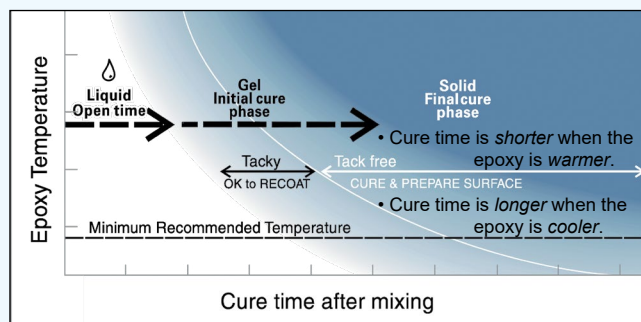 Epoxy Temperature
Liquid
Open time
Gel
Initial cure
phase
Solid
Final cure
phase
• Cure time is shorter when the
epoxy is warmer.
Tacky
OK to RECOAT
Tack free
CURE & PREPARE SURFACE
• Cure time is longer when the
epoxy is cooler.
Minimum Recommended Temperature
Cure time after mixing